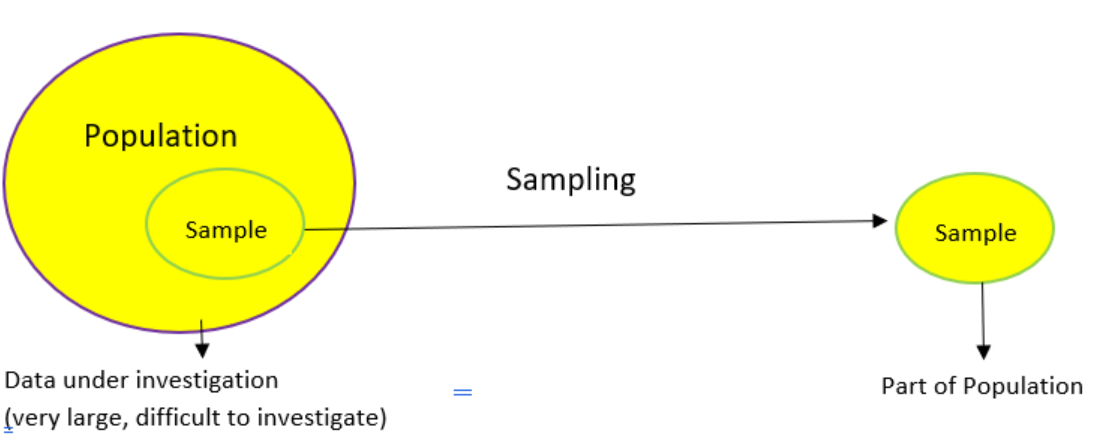 Population
Sample
Sampling
Sample
Data under investigation
(very large, difficult to investigate)
Part of Population